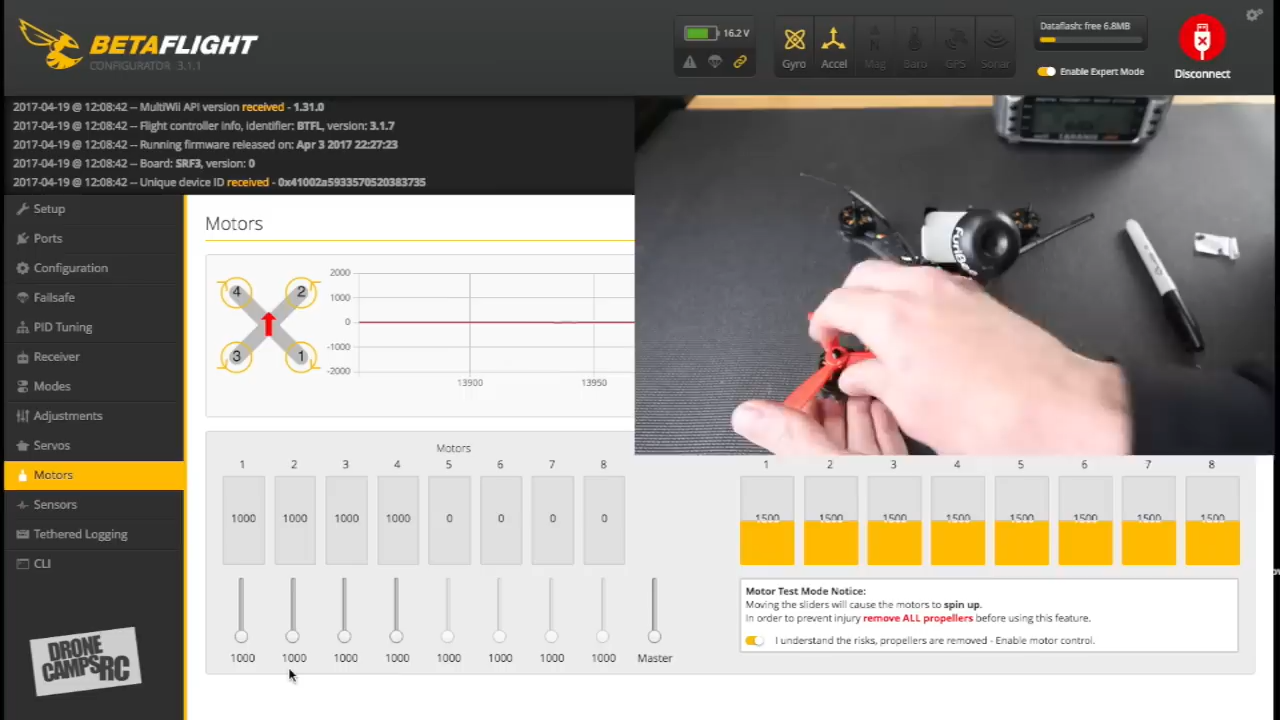 BETAFLIGHT
CONFIGURATOR 3.1.1
16.2 V
Gyro
Accel
Mag
Baro
GPS
Sonar
Dataflash: free 6.8MB
Enable Expert Mode
Disconnect
2017-04-19 @ 12:08:42 -- MultiWii API version received - 1.31.0
2017-04-19 @ 12:08:42 -- Flight controller info, identifier: BTFL, version: 3.1.7
2017-04-19 @ 12:08:42 -- Running firmware released on: Apr 3 2017 22:27:23
2017-04-19 @ 12:08:42 -- Board: SRF3, version: 0
2017-04-19 @ 12:08:42 -- Unique device ID received - 0x41002a5933570520383735
Setup
Ports
Configuration
Failsafe
PID Tuning
Receiver
Modes
Adjustments
Servos
Motors
Sensors
Tethered Logging
CLI
DRONE
CAMPSRC
Motors
4 2
3 1
2000
1000
0
-1000
-2000
13900 13950
Motors
1 2 3 4 5 6 7 8
1000 1000 1000 1000 0 0 0 0
1000 1000 1000 1000 1000 1000 1000 1000 Master
1 2 3 4 5 6 7 8
1500 1500 1500 1500 1500 1500 1500 1500
Motor Test Mode Notice:
Moving the sliders will cause the motors to spin up.
In order to prevent injury remove ALL propellers before using this feature.
I understand the risks, propellers are removed - Enable motor control.